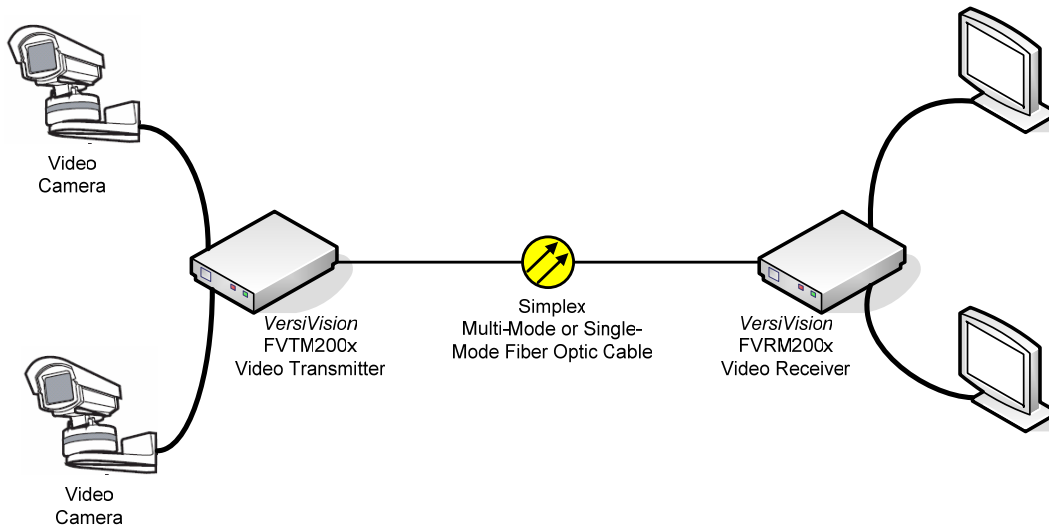 Video
Camera
VersiVision
FVTM200x
Video Transmitter
Simplex
Multi-Mode or Single-
Mode Fiber Optic Cable
VersiVision
FVRM200x
Video Receiver
Video
Camera